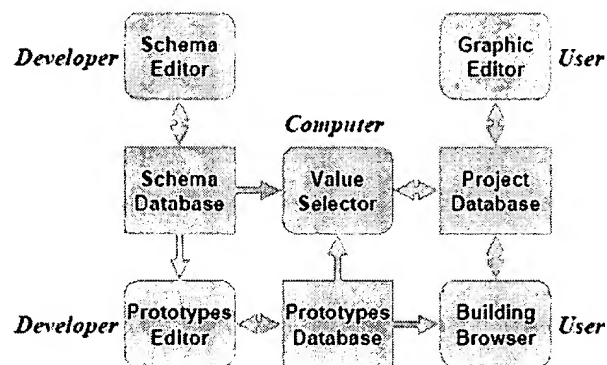 Developer
Schema
Editor
Graphic
Editor
User
Computer
Schema
Database
Value
Selector
Project
Database
Developer
Prototypes
Editor
Prototypes
Database
Building
Browser
User